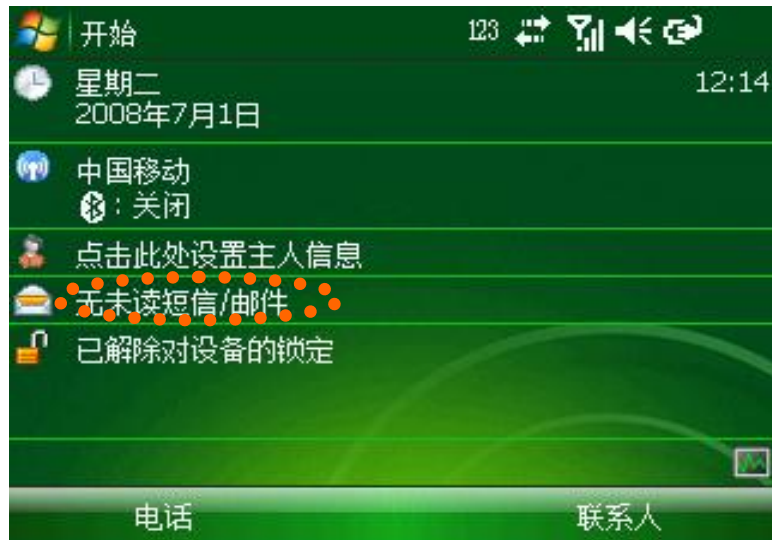 开始 123
星期二 12:14
2008年7月1日
中国移动
：关闭
点击此处设置主人信息
无未读短信/邮件
已解除对设备的锁定
电话 联系人